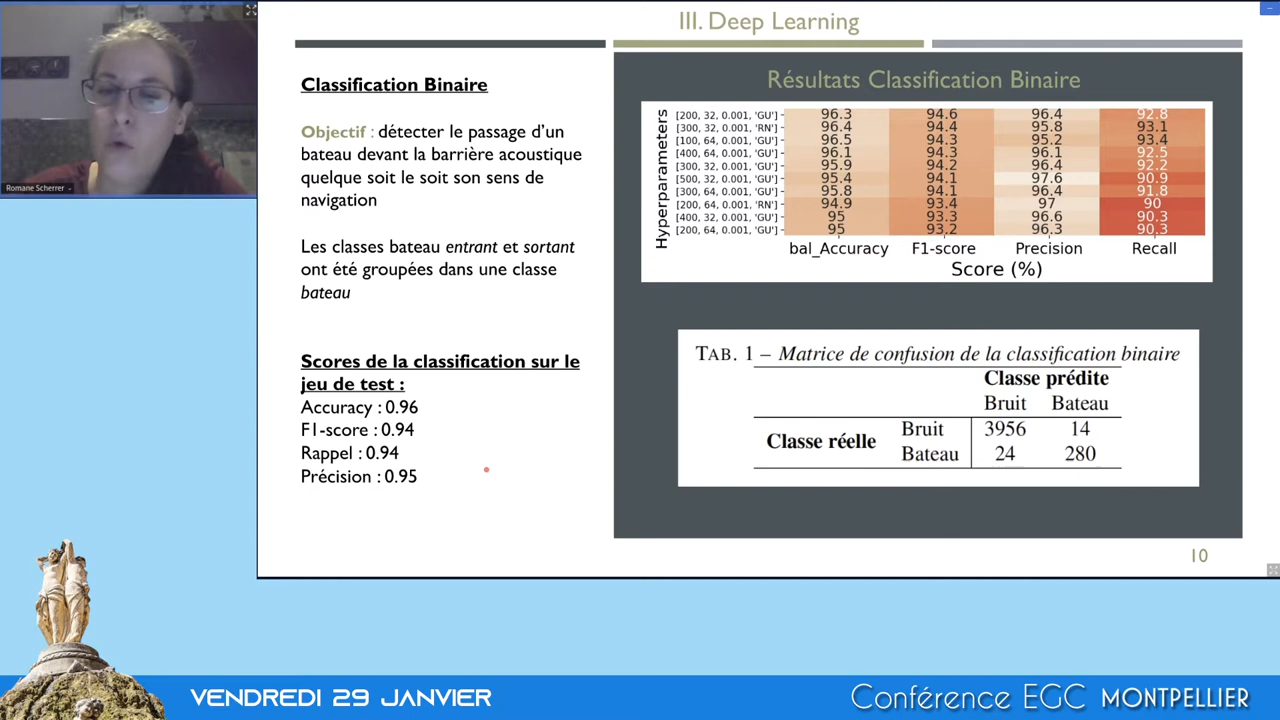 III. Deep Learning
Romane Scherrer
Classification Binaire
Objectif : détecter le passage d'un
bateau devant la barrière acoustique
quelque soit le soit son sens de
navigation
Les classes bateau entrant et sortant
ont été groupées dans une classe
bateau
Scores de la classification sur le
jeu de test :
Accuracy : 0.96
F1-score : 0.94
Rappel : 0.94
Précision : 0.95
Résultats Classification Binaire
Hyperparameters
[200, 32, 0.001, 'GU'] 96.3 94.6 96.4 92.8
[300, 32, 0.001, 'RN'] 96.4 94.4 95.8 93.1
[100, 64, 0.001, 'GU'] 96.5 94.3 95.2 93.4
[400, 64, 0.001, 'GU'] 96.1 94.3 96.1 92.5
[300, 32, 0.001, 'GU'] 95.9 94.2 96.4 92.2
[500, 32, 0.001, 'GU'] 95.4 94.1 97.6 90.9
[300, 64, 0.001, 'GU'] 95.8 94.1 96.4 91.8
[200, 64, 0.001, 'RN'] 94.9 93.4 97 90
[400, 32, 0.001, 'GU'] 95 93.3 96.6 90.3
[200, 64, 0.001, 'GU'] 95 93.2 96.3 90.3
bal_Accuracy F1-score Precision Recall
Score (%)
TAB. 1 – Matrice de confusion de la classification binaire
Classe prédite
Bruit Bateau
Classe réelle
Bruit 3956 14
Bateau 24 280
10
VENDREDI 29 JANVIER
Conférence EGC MONTPELLIER